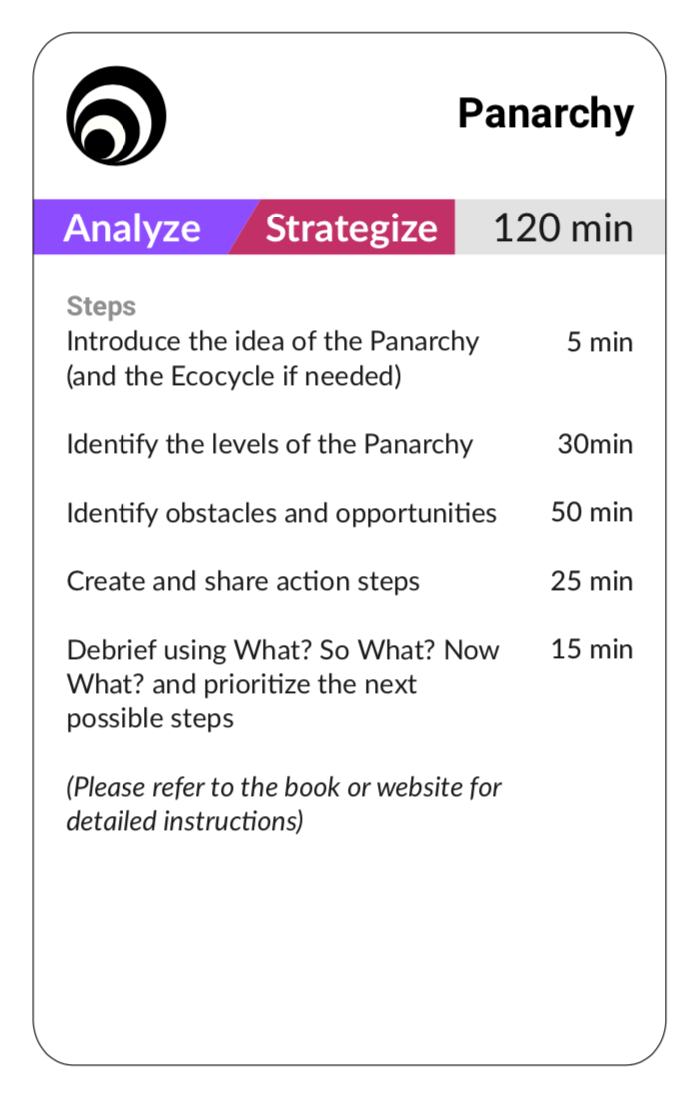 Panarchy
Analyze Strategize 120 min
Steps
Introduce the idea of the Panarchy 5 min
(and the Ecocycle if needed)
Identify the levels of the Panarchy 30min
Identify obstacles and opportunities 50 min
Create and share action steps 25 min
Debrief using What? So What? Now 15 min
What? and prioritize the next
possible steps
(Please refer to the book or website for
detailed instructions)